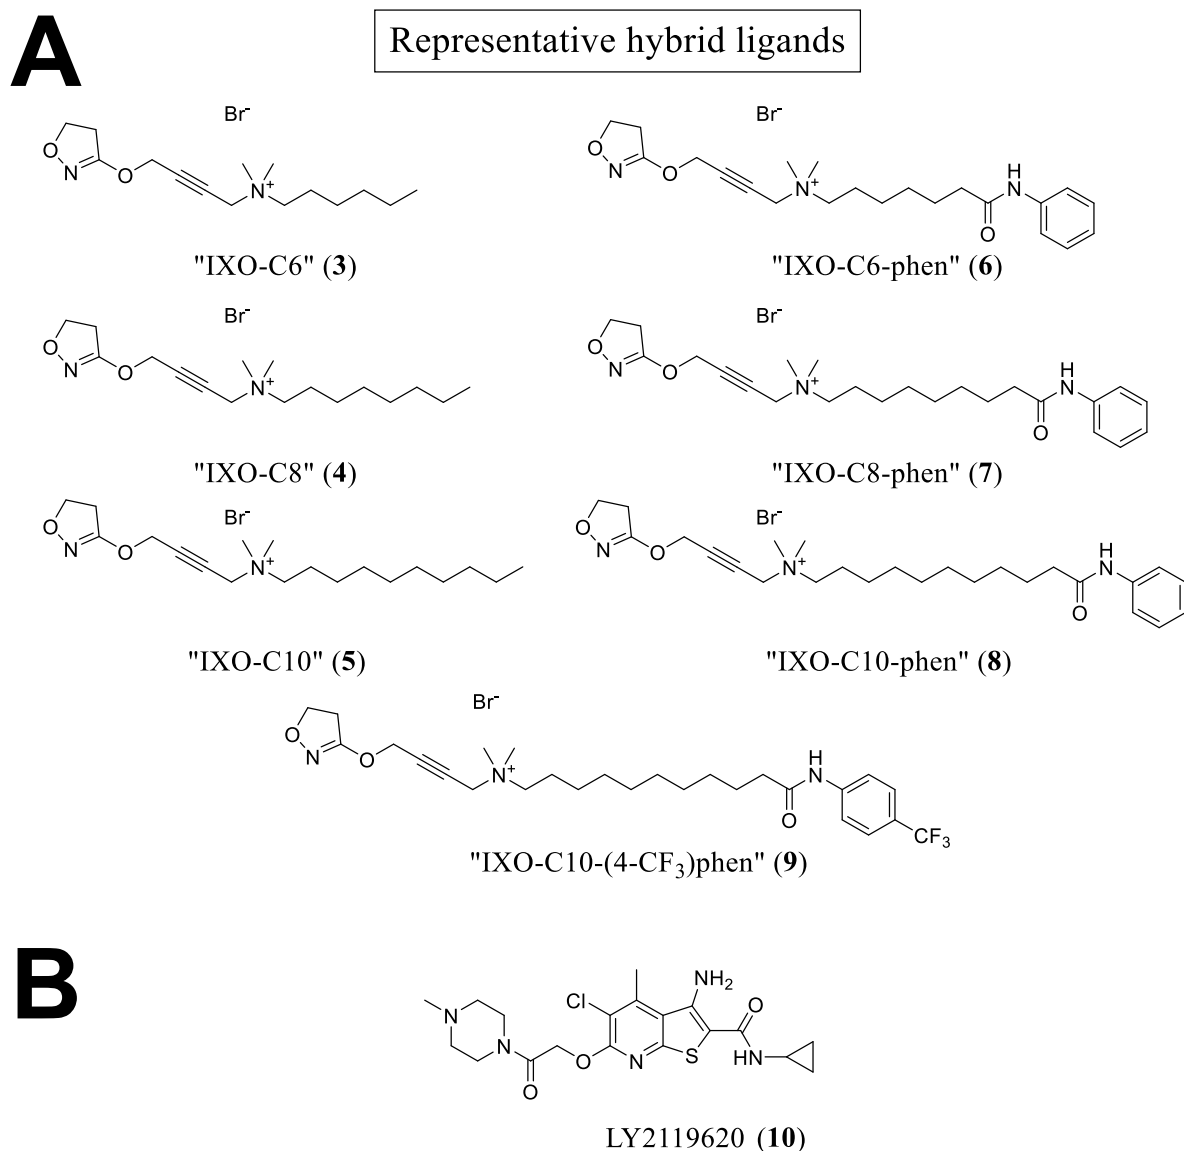 A
Representative hybrid ligands
Br-
O
N
O
N+
"IXO-C6" (3)
Br-
O
N
O
N+
H
N
O
"IXO-C6-phen" (6)
Br-
O
N
O
N+
"IXO-C8" (4)
Br-
O
N
O
N+
H
N
O
"IXO-C8-phen" (7)
Br-
O
N
O
N+
"IXO-C10" (5)
Br-
O
N
O
N+
H
N
O
"IXO-C10-phen" (8)
Br-
O
N
O
N+
H
N
O
CF3
"IXO-C10-(4-CF3)phen" (9)
B
N
N
O
O
Cl
N
S
NH2
O
HN
LY2119620 (10)